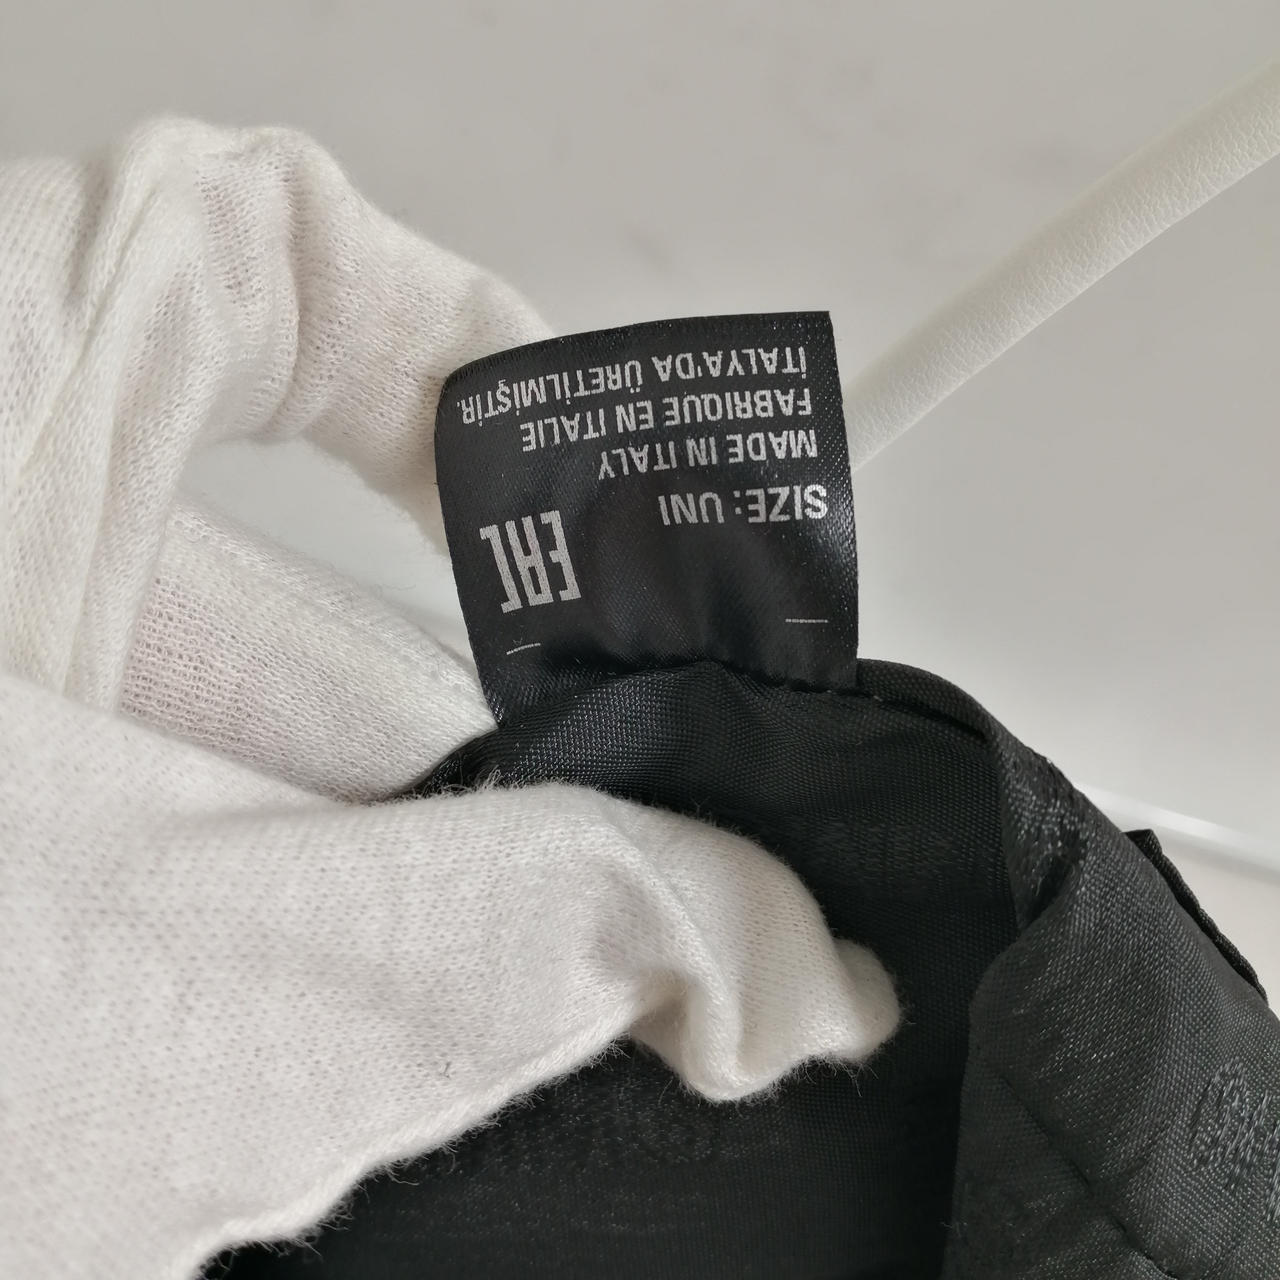 SIZE: UNI
MADE IN ITALY
FABRIQUE EN ITALIE
İTALYA'DA ÜRETİLMİŞTİR.
EAC